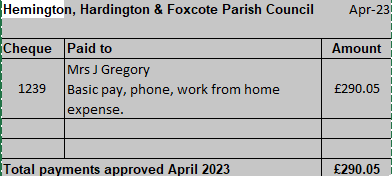 Hemington, Hardington & Foxcote Parish Council Apr-23
Cheque Paid to Amount
Mrs J Gregory
1239 Basic pay, phone, work from home £290.05
expense.
Total payments approved April 2023 £290.05